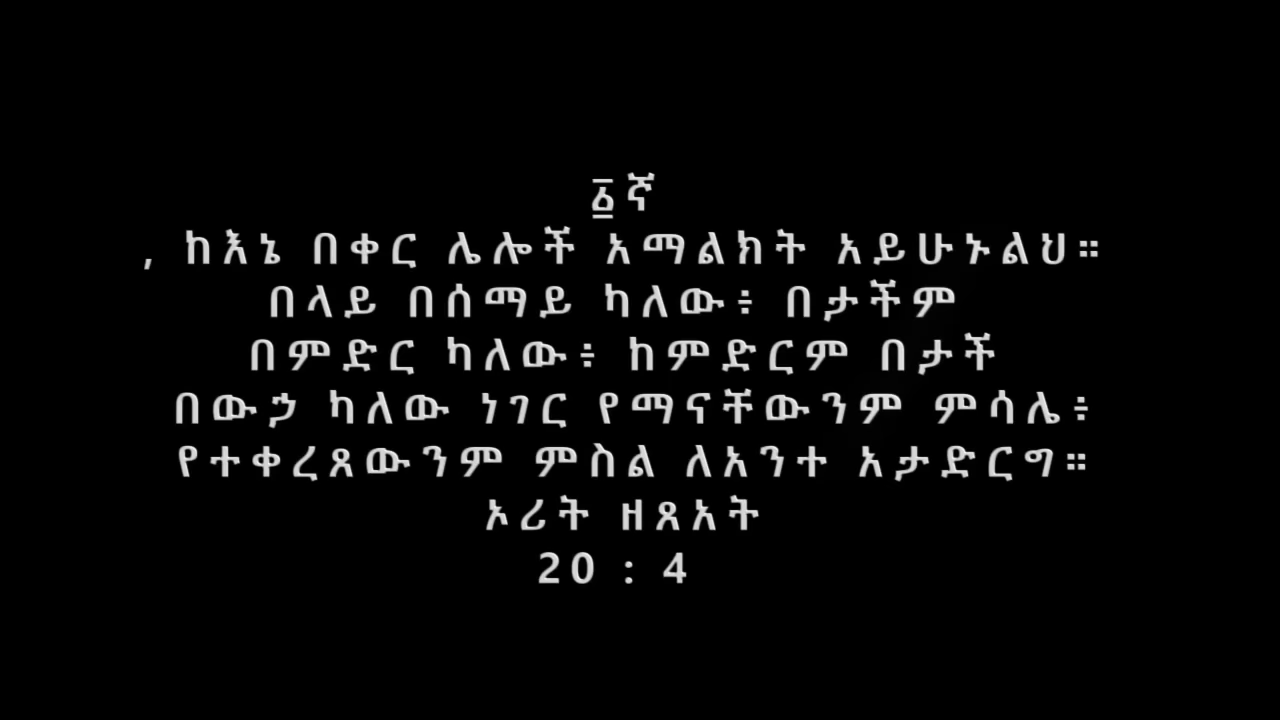 ፩ኛ
, ከእኔ በቀር ሌሎች አማልክት አይሁኑልህ።
በላይ በሰማይ ካለው፥ በታችም
በምድር ካለው፥ ከምድርም በታች
በውኃ ካለው ነገር የማናቸውንም ምሳሌ፥
የተቀረጸውንም ምስል ለአንተ አታድርግ።
ኦሪት ዘጸአት
20 : 4